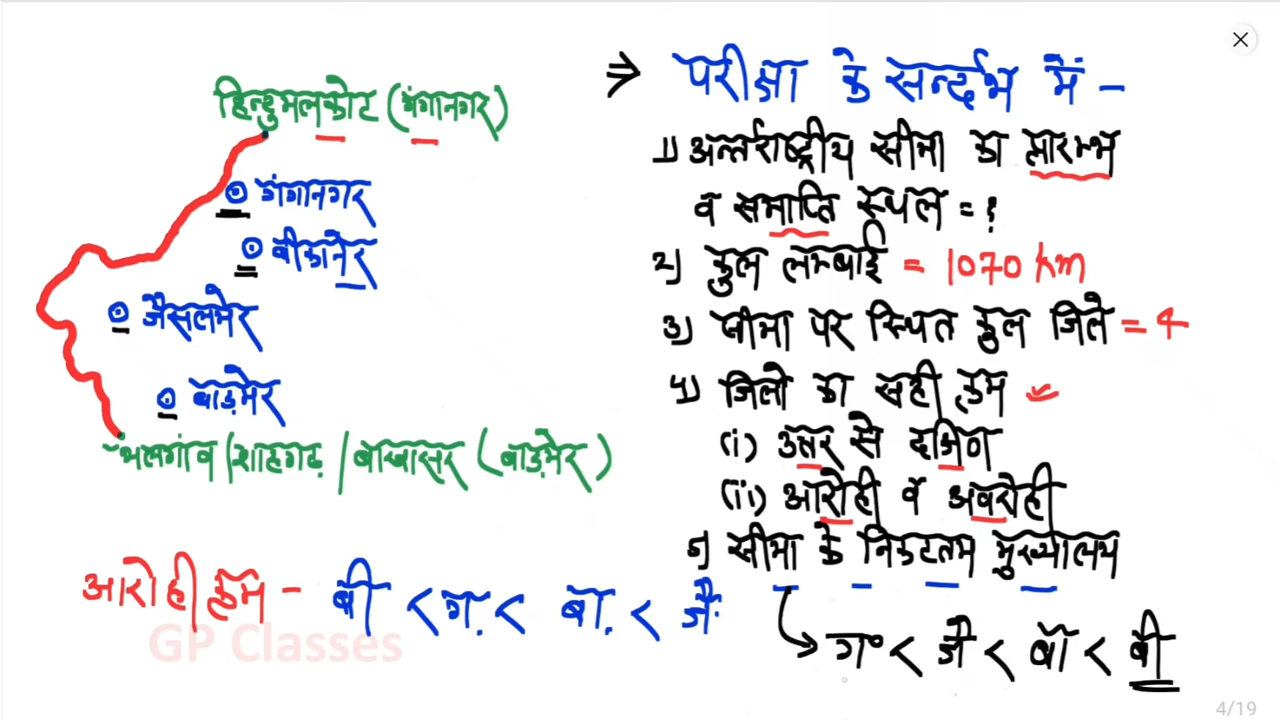 हिन्दुमलकोट (गंगानगर)
गंगानगर
बीकानेर
जैसलमेर
बाड़मेर
भलगांव/शाहगढ/बाखासर (बाड़मेर)
आरोही क्रम - बी < ग. < बा. < जै.
GP Classes
⇒ परीक्षा के सन्दर्भ में -
1) अर्न्तराष्ट्रीय सीमा का प्रारम्भ
व समाप्ति स्थल = ?
2) कुल लम्बाई = 1070 km
3) सीमा पर स्थित कुल जिले = 4
4) जिलो का सही क्रम
(i) उत्तर से दक्षिण
(ii) आरोही व अवरोही
5) सीमा के निकटतम मुख्यालय
ग° < जै < बॉ < बी
4/19